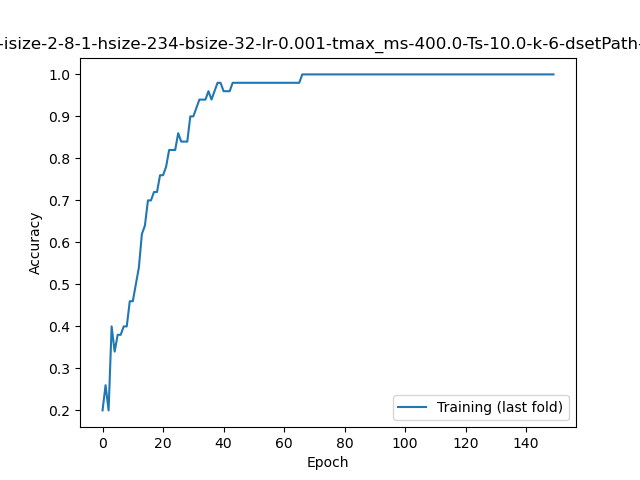 -isize-2-8-1-hsize-234-bsize-32-lr-0.001-tmax_ms-400.0-Ts-10.0-k-6-dsetPath-
1.0
0.9
0.8
0.7
0.6
0.5
0.4
0.3
0.2
Accuracy
Training (last fold)
0 20 40 60 80 100 120 140
Epoch